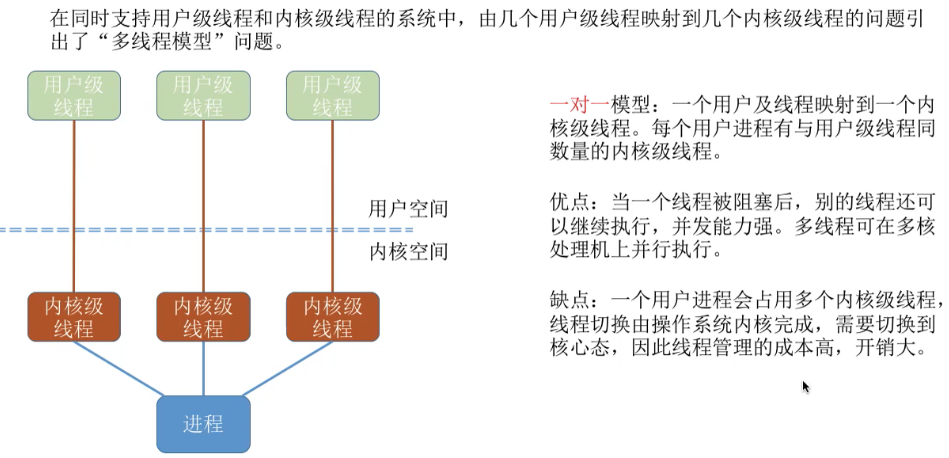 在同时支持用户级线程和内核级线程的系统中，由几个用户级线程映射到几个内核级线程的问题引
出了“多线程模型”问题。
用户级
线程
用户级
线程
用户级
线程
一对一模型：一个用户及线程映射到一个内
核级线程。每个用户进程有与用户级线程同
数量的内核级线程。
用户空间
优点：当一个线程被阻塞后，别的线程还可
以继续执行，并发能力强。多线程可在多核
处理机上并行执行。
内核空间
内核级
线程
内核级
线程
内核级
线程
缺点：一个用户进程会占用多个内核级线程，
线程切换由操作系统内核完成，需要切换到
核心态，因此线程管理的成本高，开销大。
进程